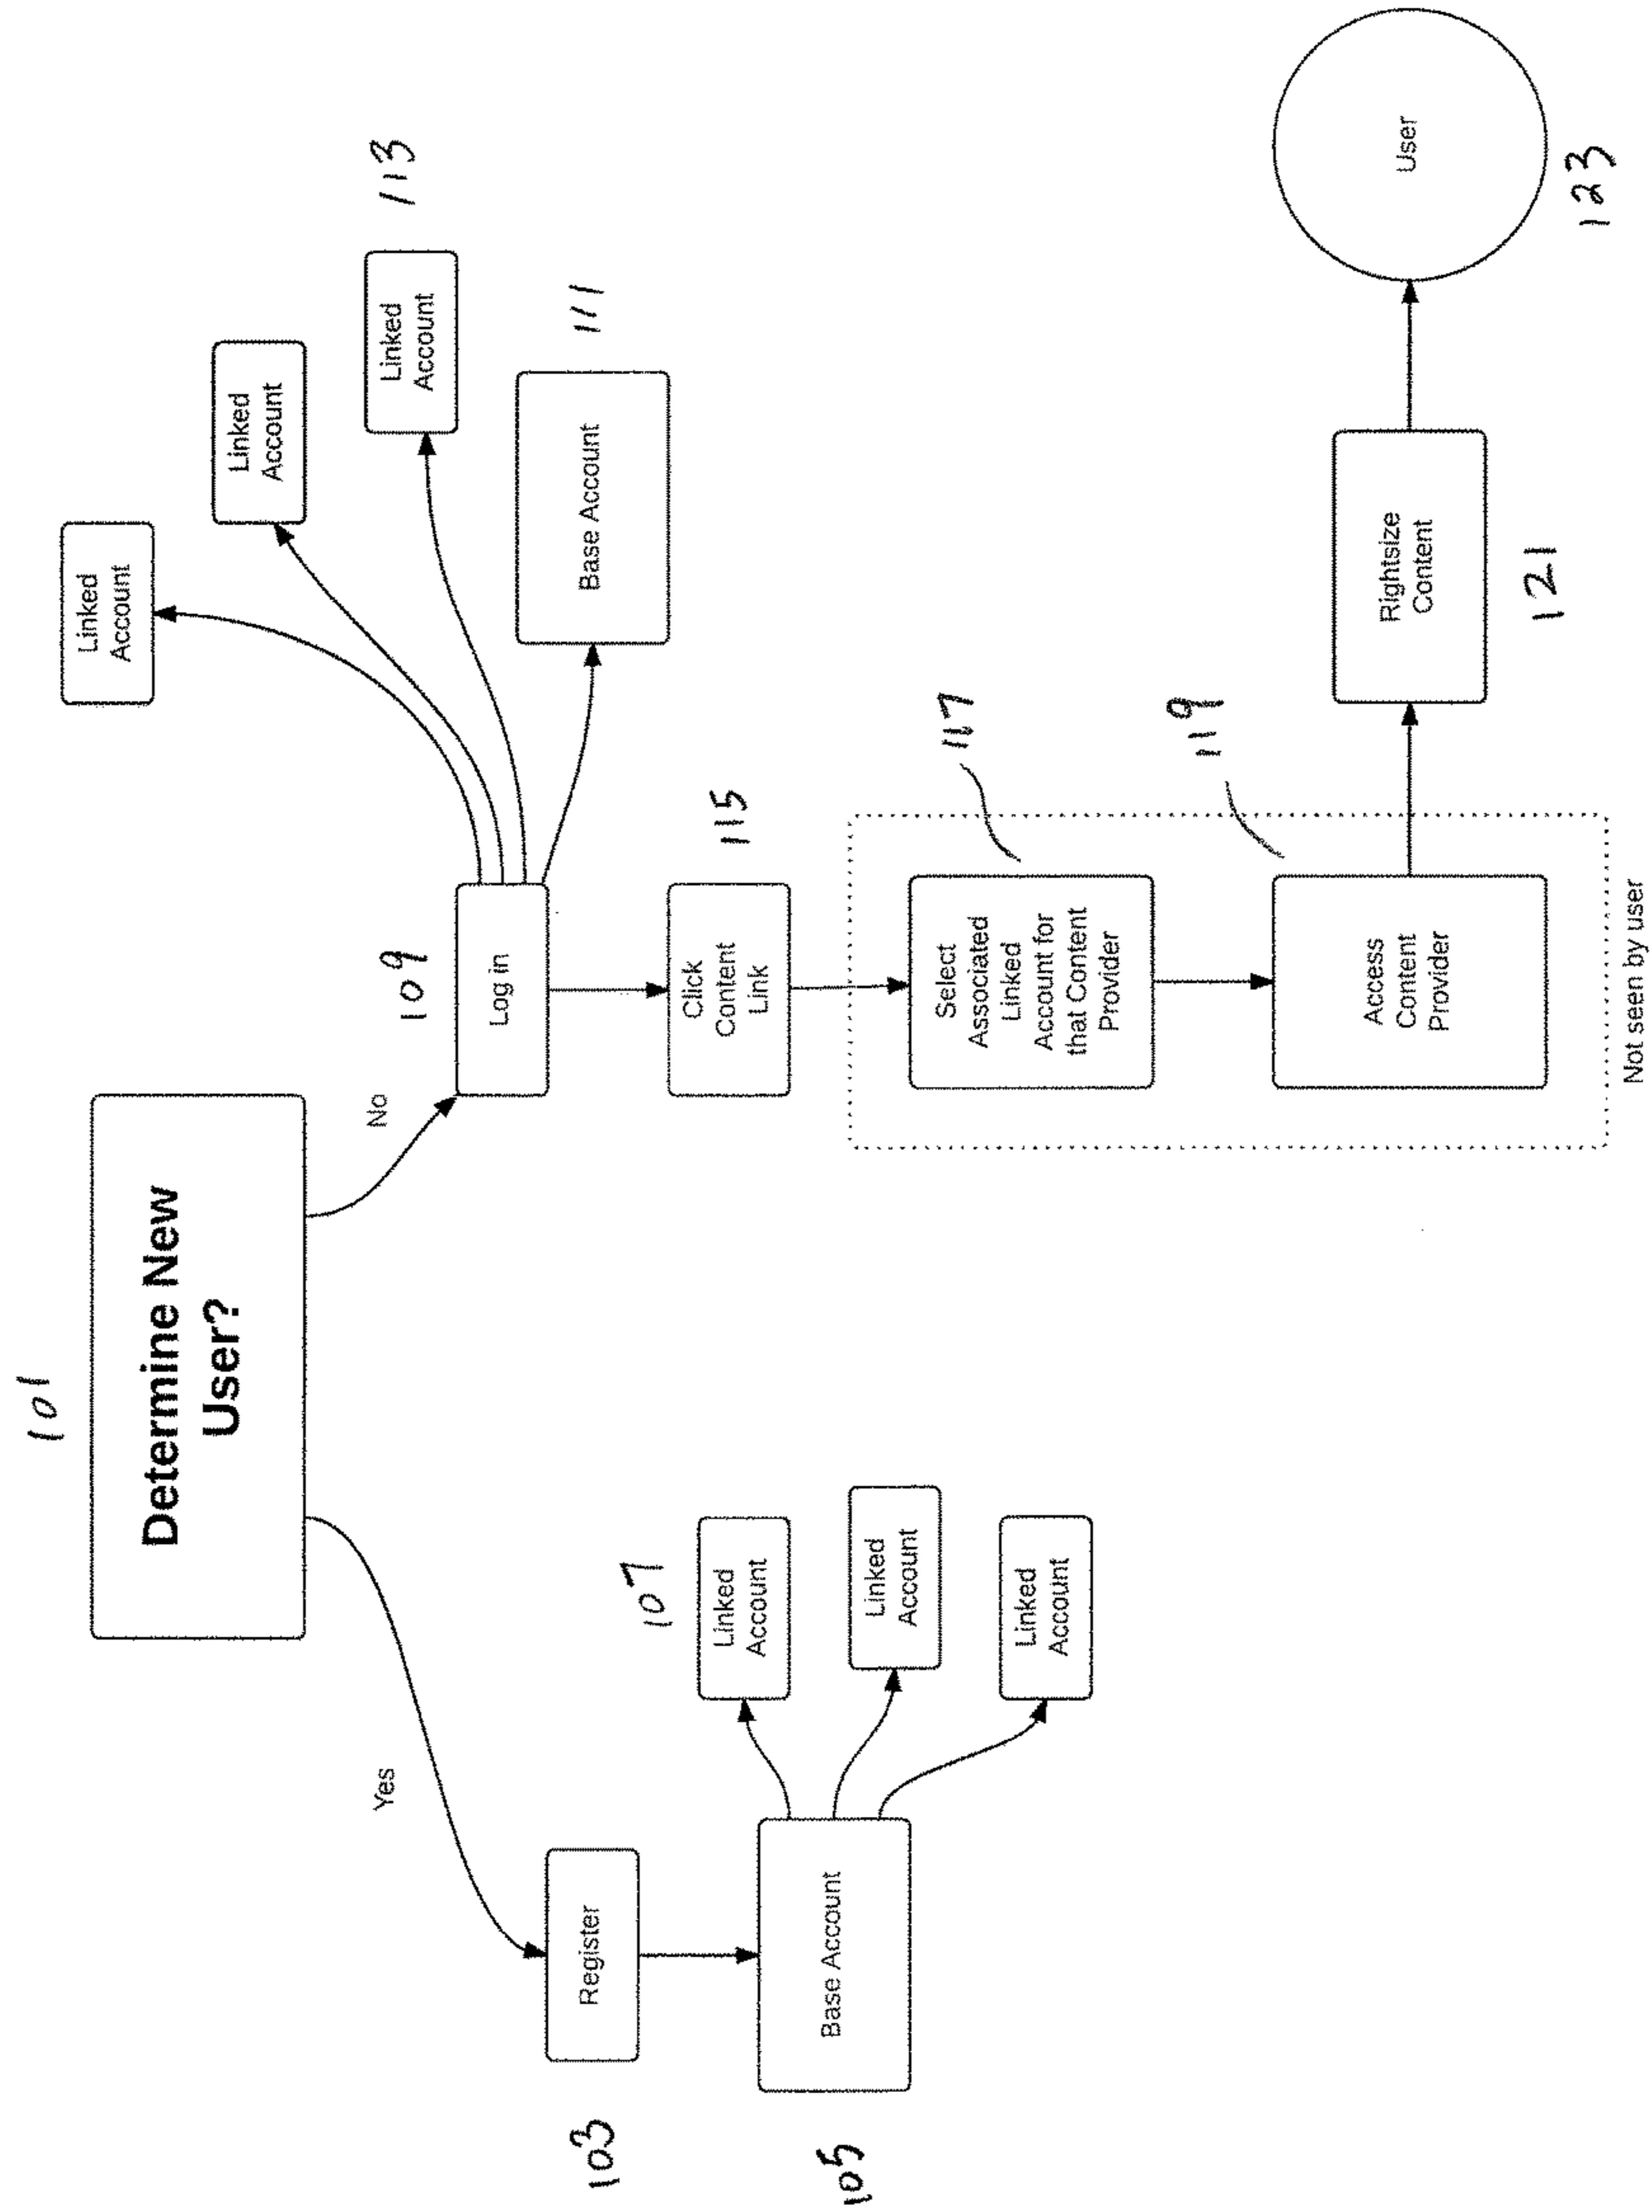 101
Determine New
User?
Yes
No
103
Register
105
Base Account
107
Linked
Account
Linked
Account
Linked
Account
109
Log in
Linked
Account
Linked
Account
Linked
Account
113
Base Account
111
Click
Content
Link
115
Select
Associated
Linked
Account for
that Content
Provider
117
Access
Content
Provider
119
Not seen by user
Rightsize
Content
121
User
123